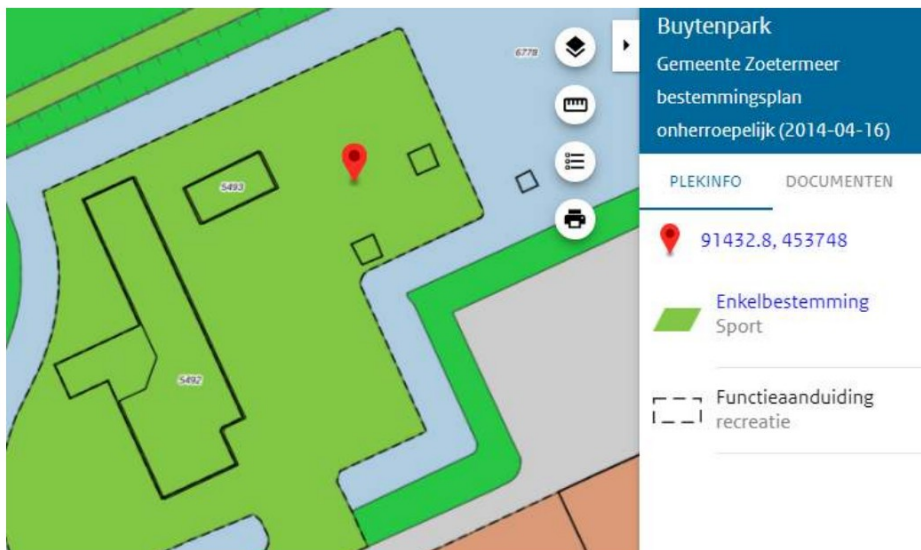 Buytenpark
Gemeente Zoetermeer
bestemmingsplan
onherroepelijk (2014-04-16)
PLEKINFO DOCUMENTEN
91432.8, 453748
Enkelbestemming
Sport
Functieaanduiding
recreatie
6778
5493
5492